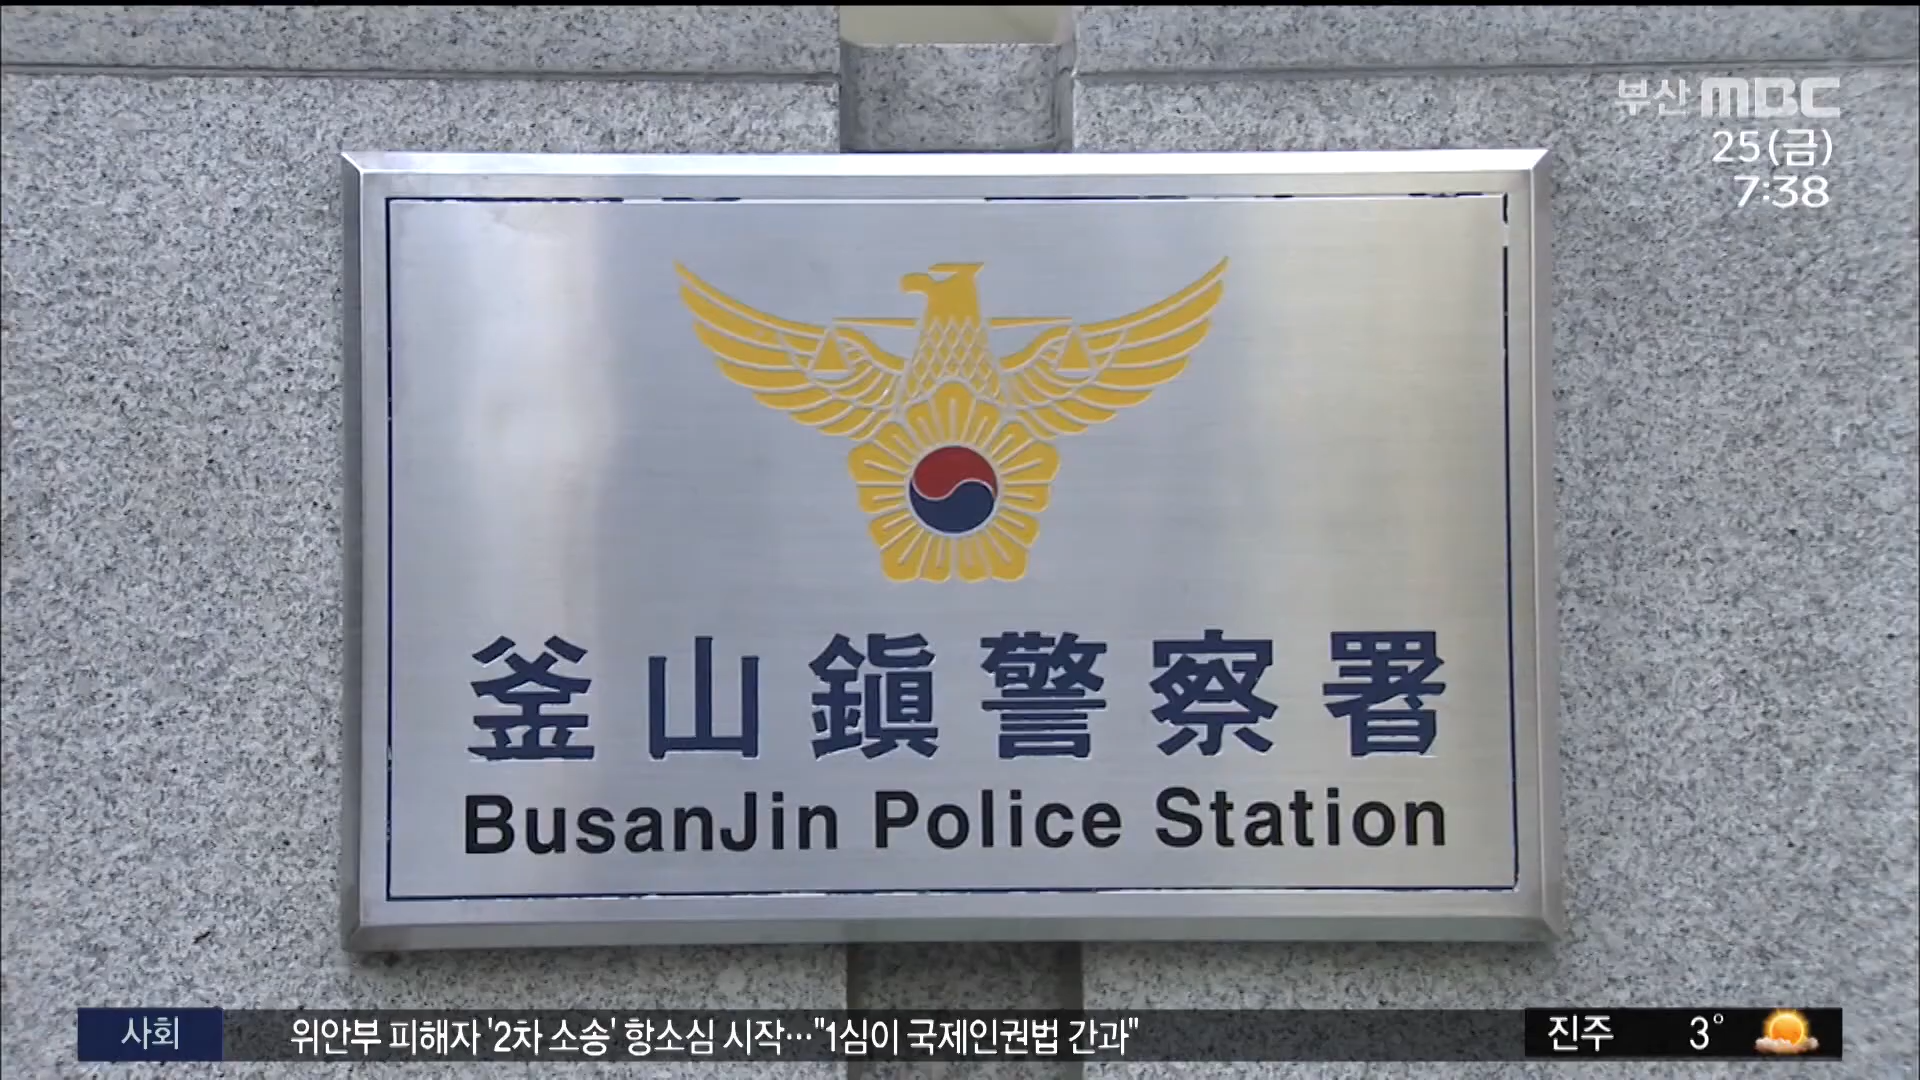 부산 MBC
25(금)
7:38
釜山鎭警察署
BusanJin Police Station
사회
위안부 피해자 '2차 소송' 항소심 시작…"1심이 국제인권법 간과"
진주 3°